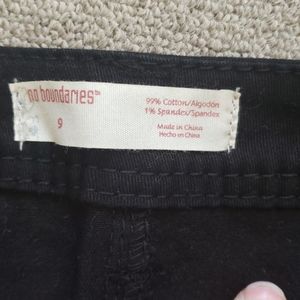 no boundaries™
9
99% Cotton/Algodón
1% Spandex/Spandex
Made in China
Hecho en China